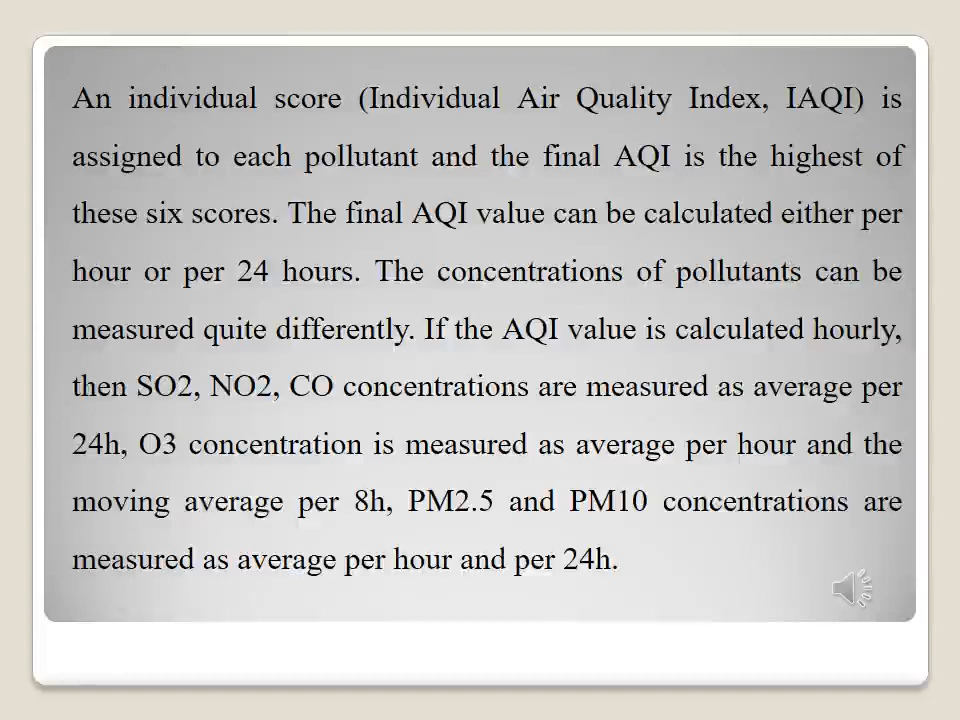 An individual score (Individual Air Quality Index, IAQI) is
assigned to each pollutant and the final AQI is the highest of
these six scores. The final AQI value can be calculated either per
hour or per 24 hours. The concentrations of pollutants can be
measured quite differently. If the AQI value is calculated hourly,
then SO2, NO2, CO concentrations are measured as average per
24h, O3 concentration is measured as average per hour and the
moving average per 8h, PM2.5 and PM10 concentrations are
measured as average per hour and per 24h.